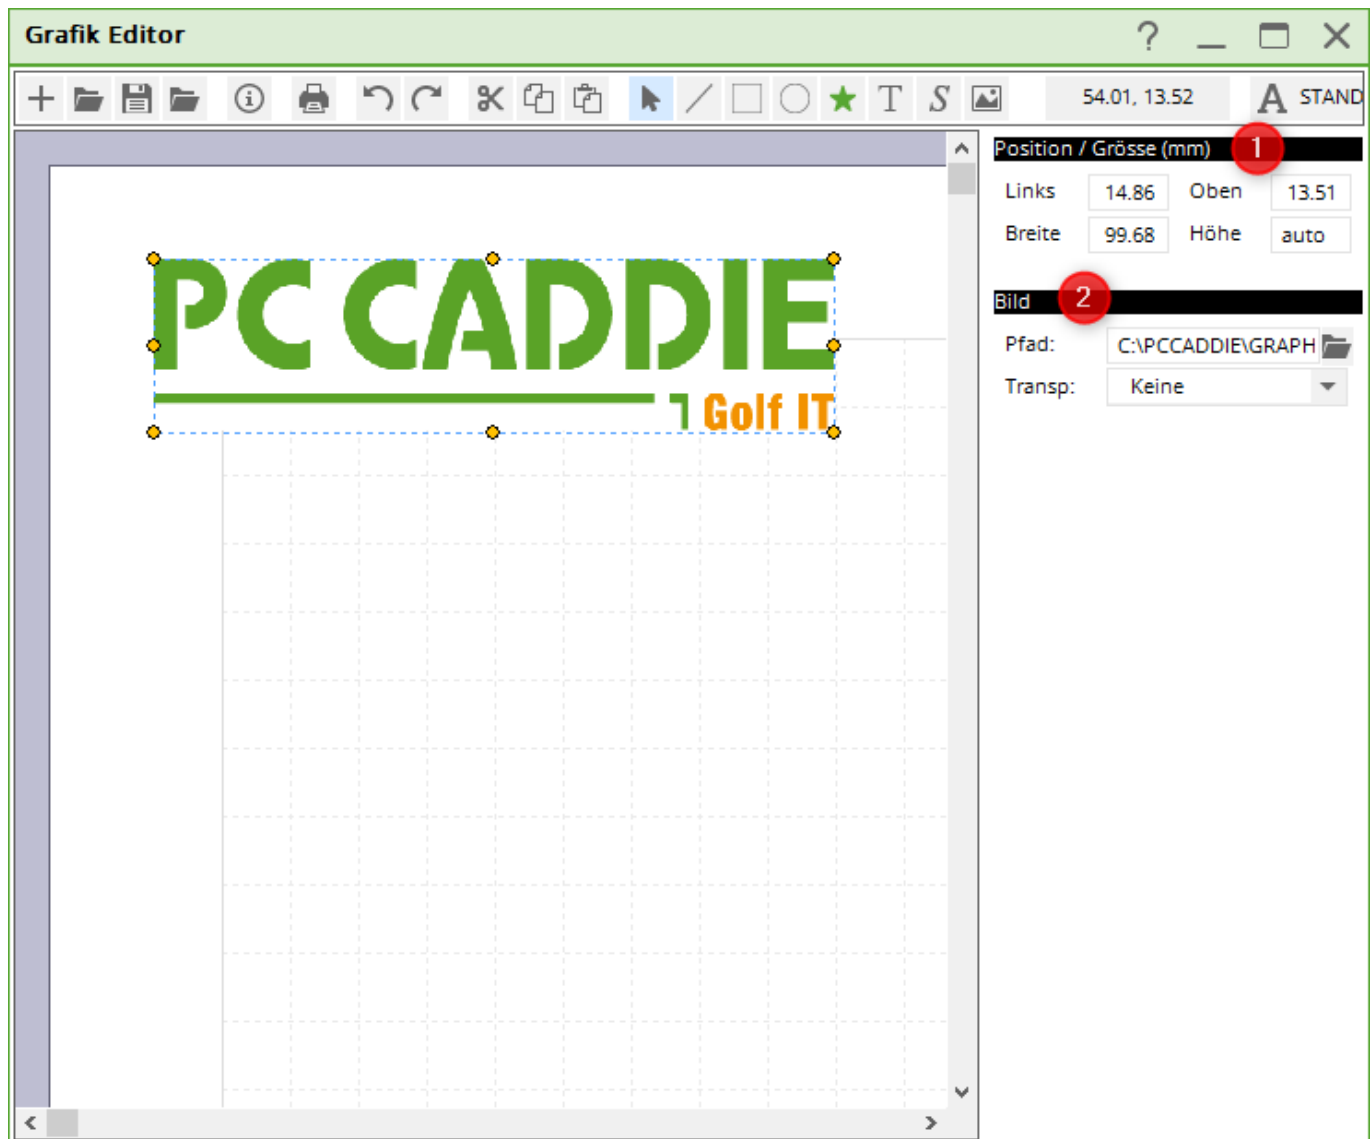 Grafik Editor
54.01, 13.52
A STAND
Position / Grösse (mm) 1
Links 14.86 Oben 13.51
Breite 99.68 Höhe auto
Bild 2
Pfad: C:\PCCADDIE\GRAPH
Transp: Keine
PC CADDIE
Golf IT